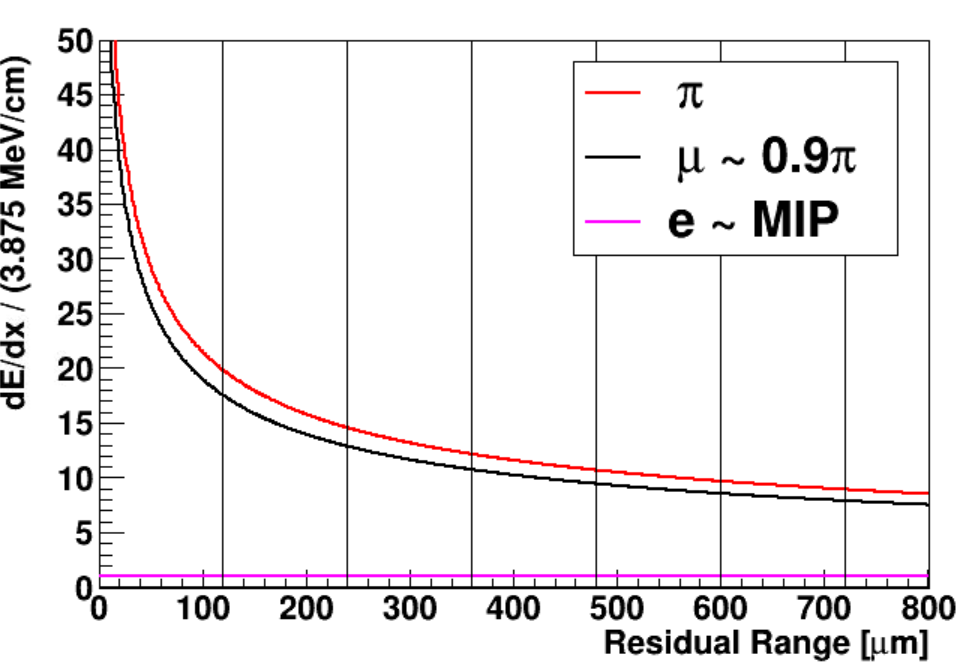 dE/dx / (3.875 MeV/cm)
50
45
40
35
30
25
20
15
10
5
0
π
μ ~ 0.9π
e ~ MIP
0 100 200 300 400 500 600 700 800
Residual Range [μm]